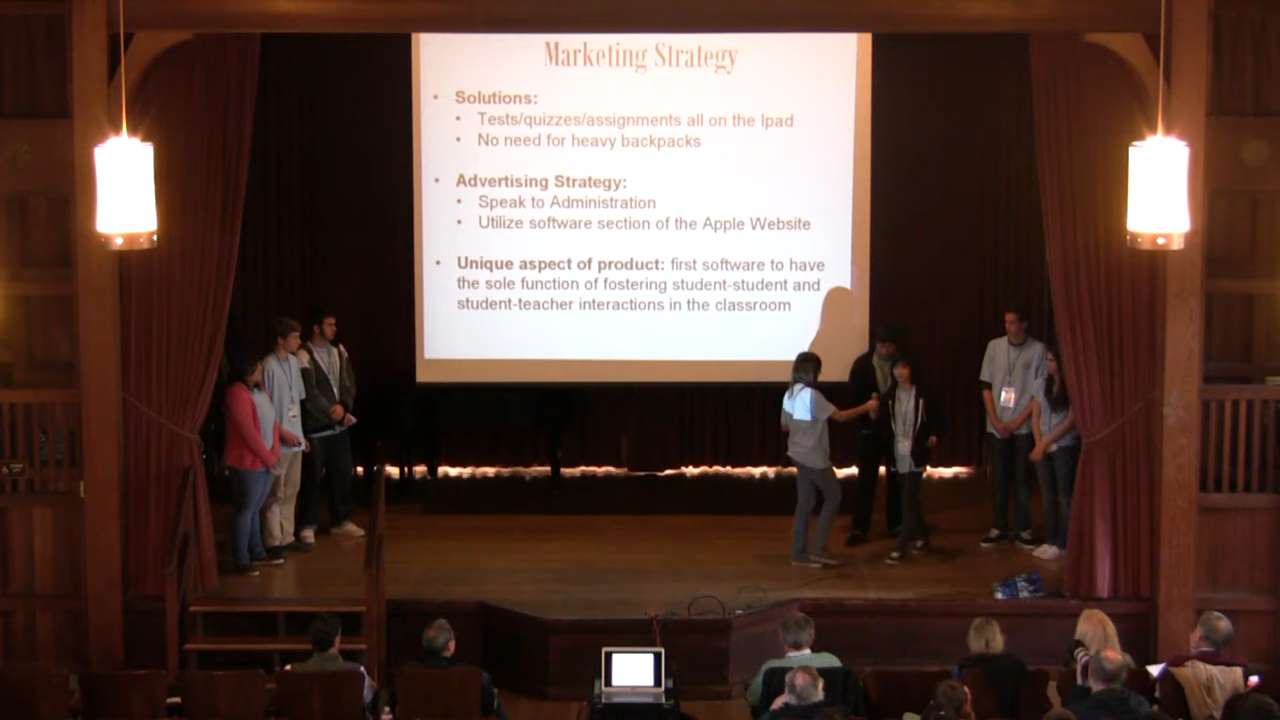 Marketing Strategy
• Solutions:
• Tests/quizzes/assignments all on the Ipad
• No need for heavy backpacks
• Advertising Strategy:
• Speak to Administration
• Utilize software section of the Apple Website
• Unique aspect of product: first software to have
the sole function of fostering student-student and
student-teacher interactions in the classroom